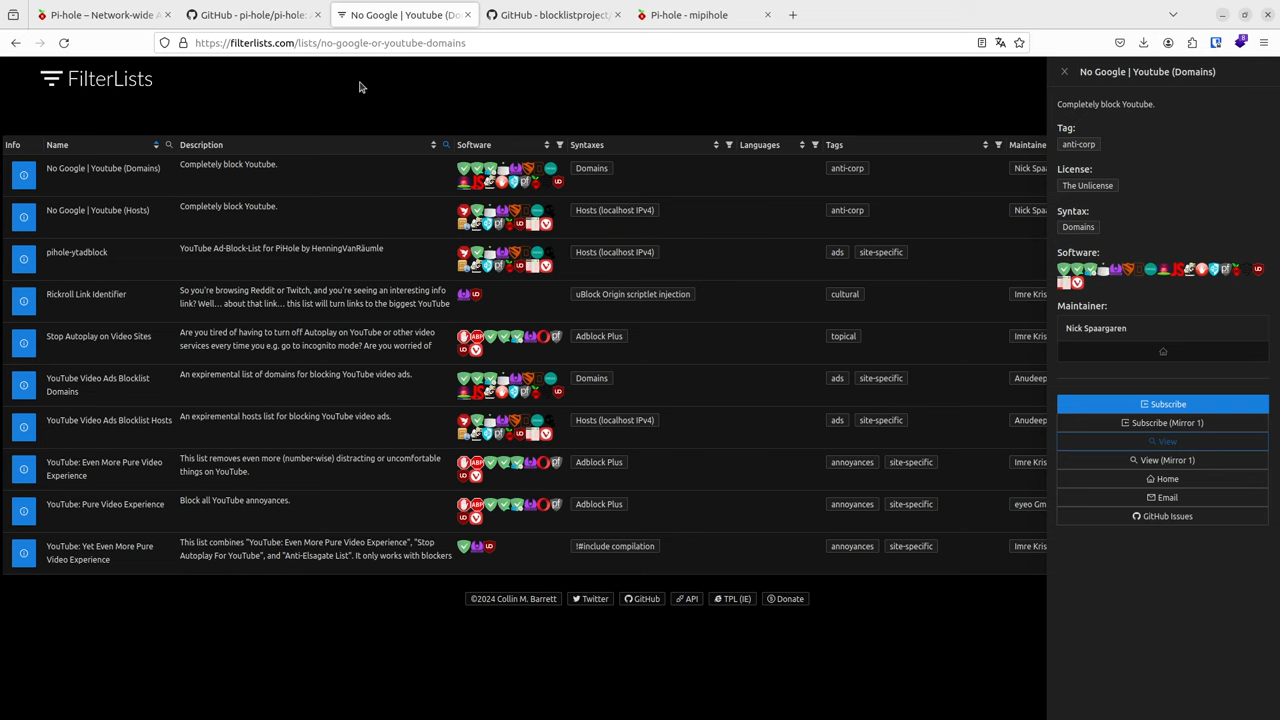 Pi-hole – Network-wide A
GitHub - pi-hole/pi-hole:
No Google | Youtube (Do
GitHub - blocklistproject/
Pi-hole - mipihole
https://filterlists.com/lists/no-google-or-youtube-domains
8
FilterLists
Info Name Description Software Syntaxes Languages Tags Maintaine
No Google | Youtube (Domains) Completely block Youtube. Domains anti-corp Nick Spaa
No Google | Youtube (Hosts) Completely block Youtube. Hosts (localhost IPv4) anti-corp Nick Spaa
pihole-ytadblock YouTube Ad-Block-List for PiHole by HenningVanRäumle Hosts (localhost IPv4) ads site-specific
Rickroll Link Identifier So you're browsing Reddit or Twitch, and you're seeing an interesting info uBlock Origin scriptlet injection cultural Imre Kris
link? Well... about that link... this list will turn links to the biggest YouTube
Stop Autoplay on Video Sites Are you tired of having to turn off Autoplay on YouTube or other video Adblock Plus topical Imre Kris
services every time you e.g. go to incognito mode? Are you worried of
YouTube Video Ads Blocklist An expiremental list of domains for blocking YouTube video ads. Domains ads site-specific Anudeep
Domains
YouTube Video Ads Blocklist Hosts An expiremental hosts list for blocking YouTube video ads. Hosts (localhost IPv4) ads site-specific Anudeep
YouTube: Even More Pure Video This list removes even more (number-wise) distracting or uncomfortable Adblock Plus annoyances site-specific Imre Kris
Experience things on YouTube.
YouTube: Pure Video Experience Block all YouTube annoyances. Adblock Plus annoyances site-specific eyeo Gm
YouTube: Yet Even More Pure This list combines "YouTube: Even More Pure Video Experience", "Stop !#include compilation annoyances site-specific Imre Kris
Video Experience Autoplay For YouTube", and "Anti-Elsagate List". It only works with blockers
©2024 Collin M. Barrett Twitter GitHub API TPL (IE) Donate
No Google | Youtube (Domains)
Completely block Youtube.
Tag:
anti-corp
License:
The Unlicense
Syntax:
Domains
Software:
Maintainer:
Nick Spaargaren
Subscribe
Subscribe (Mirror 1)
View
View (Mirror 1)
Home
Email
GitHub Issues